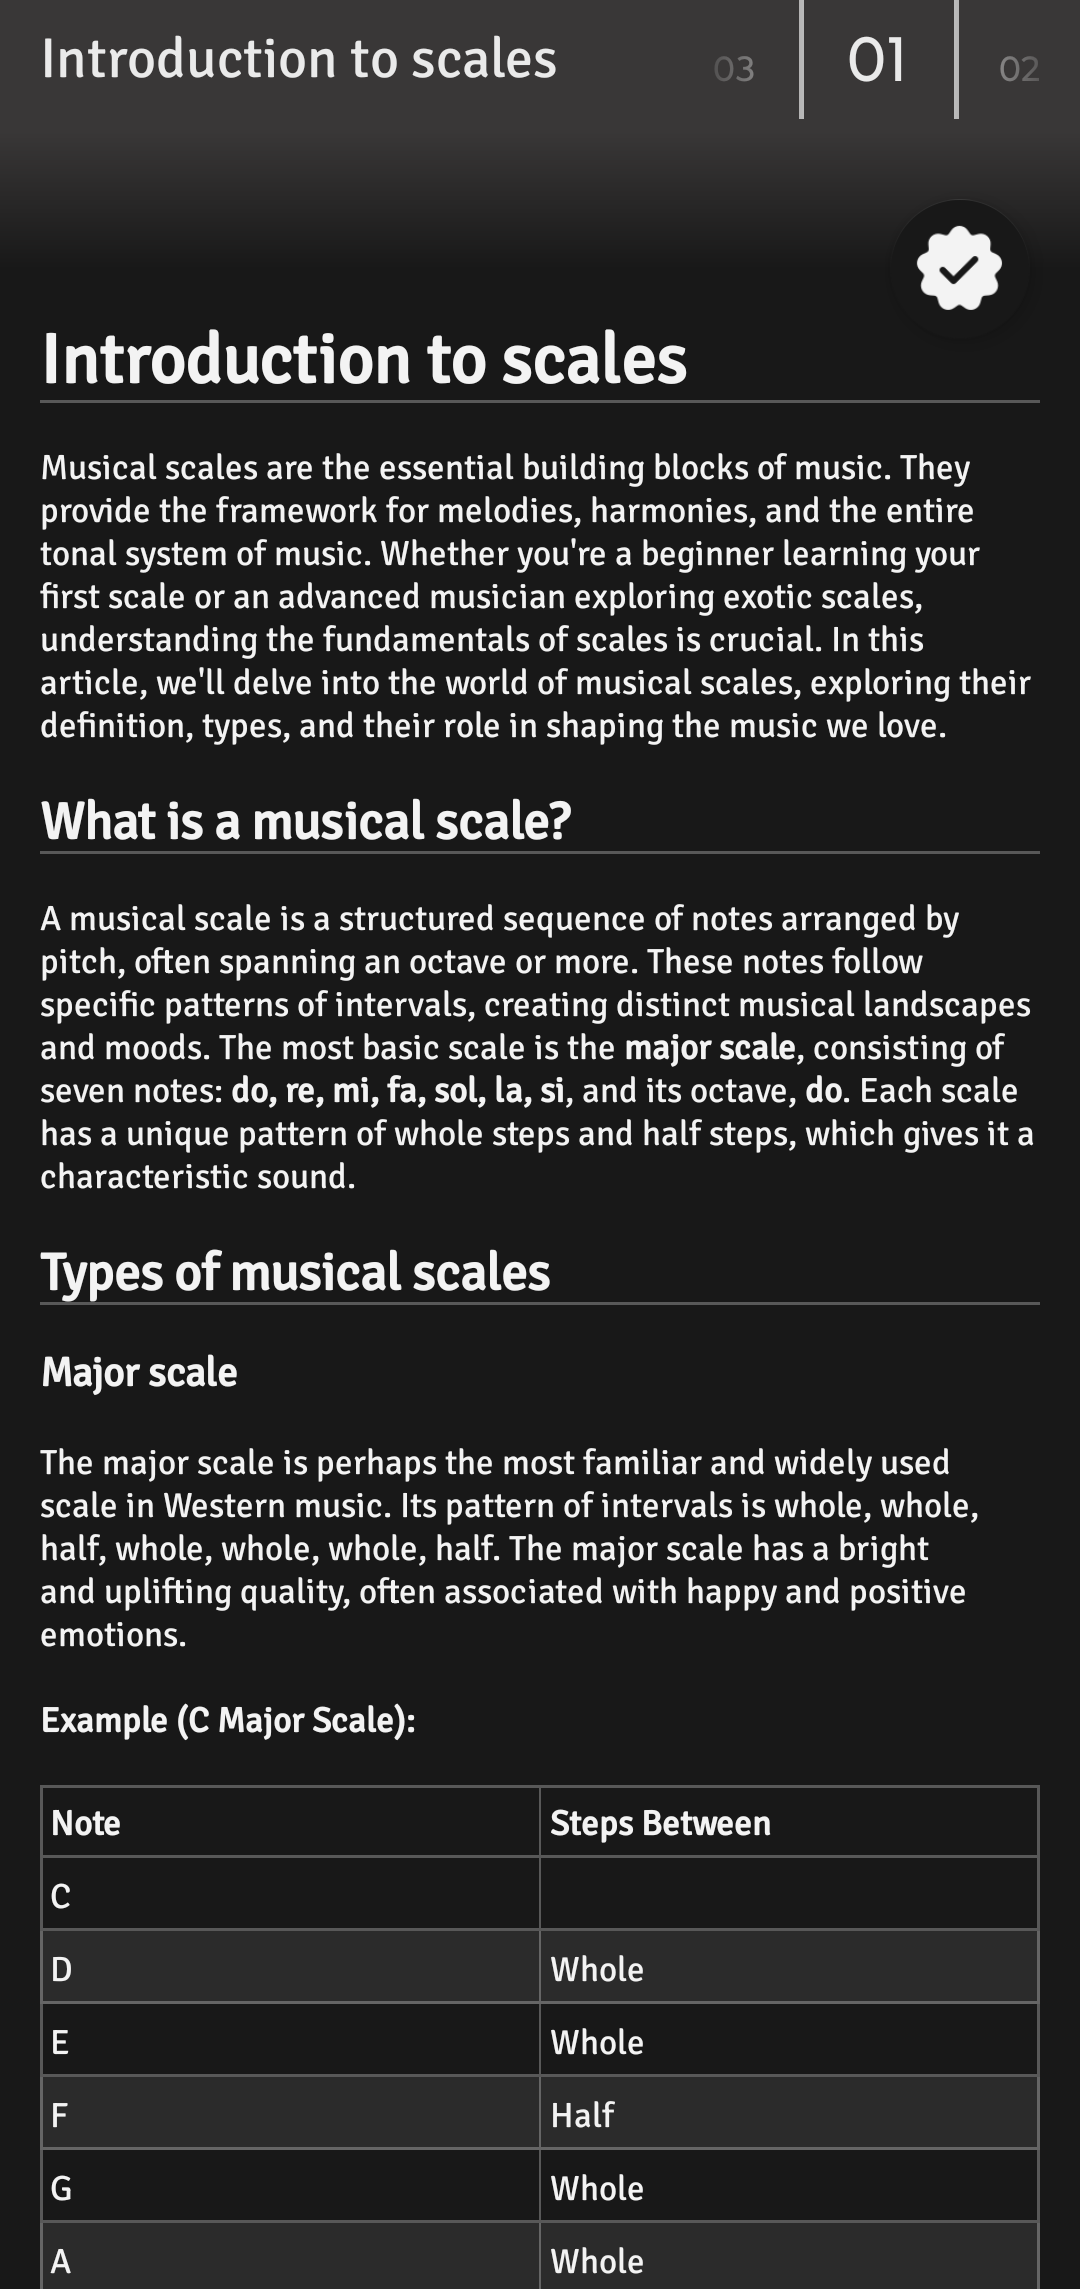 Introduction to scales
03
01
02
Introduction to scales
Musical scales are the essential building blocks of music. They
provide the framework for melodies, harmonies, and the entire
tonal system of music. Whether you're a beginner learning your
first scale or an advanced musician exploring exotic scales,
understanding the fundamentals of scales is crucial. In this
article, we'll delve into the world of musical scales, exploring their
definition, types, and their role in shaping the music we love.
What is a musical scale?
A musical scale is a structured sequence of notes arranged by
pitch, often spanning an octave or more. These notes follow
specific patterns of intervals, creating distinct musical landscapes
and moods. The most basic scale is the major scale, consisting of
seven notes: do, re, mi, fa, sol, la, si, and its octave, do. Each scale
has a unique pattern of whole steps and half steps, which gives it a
characteristic sound.
Types of musical scales
Major scale
The major scale is perhaps the most familiar and widely used
scale in Western music. Its pattern of intervals is whole, whole,
half, whole, whole, whole, half. The major scale has a bright
and uplifting quality, often associated with happy and positive
emotions.
Example (C Major Scale):
Note Steps Between
C
D Whole
E Whole
F Half
G Whole
A Whole